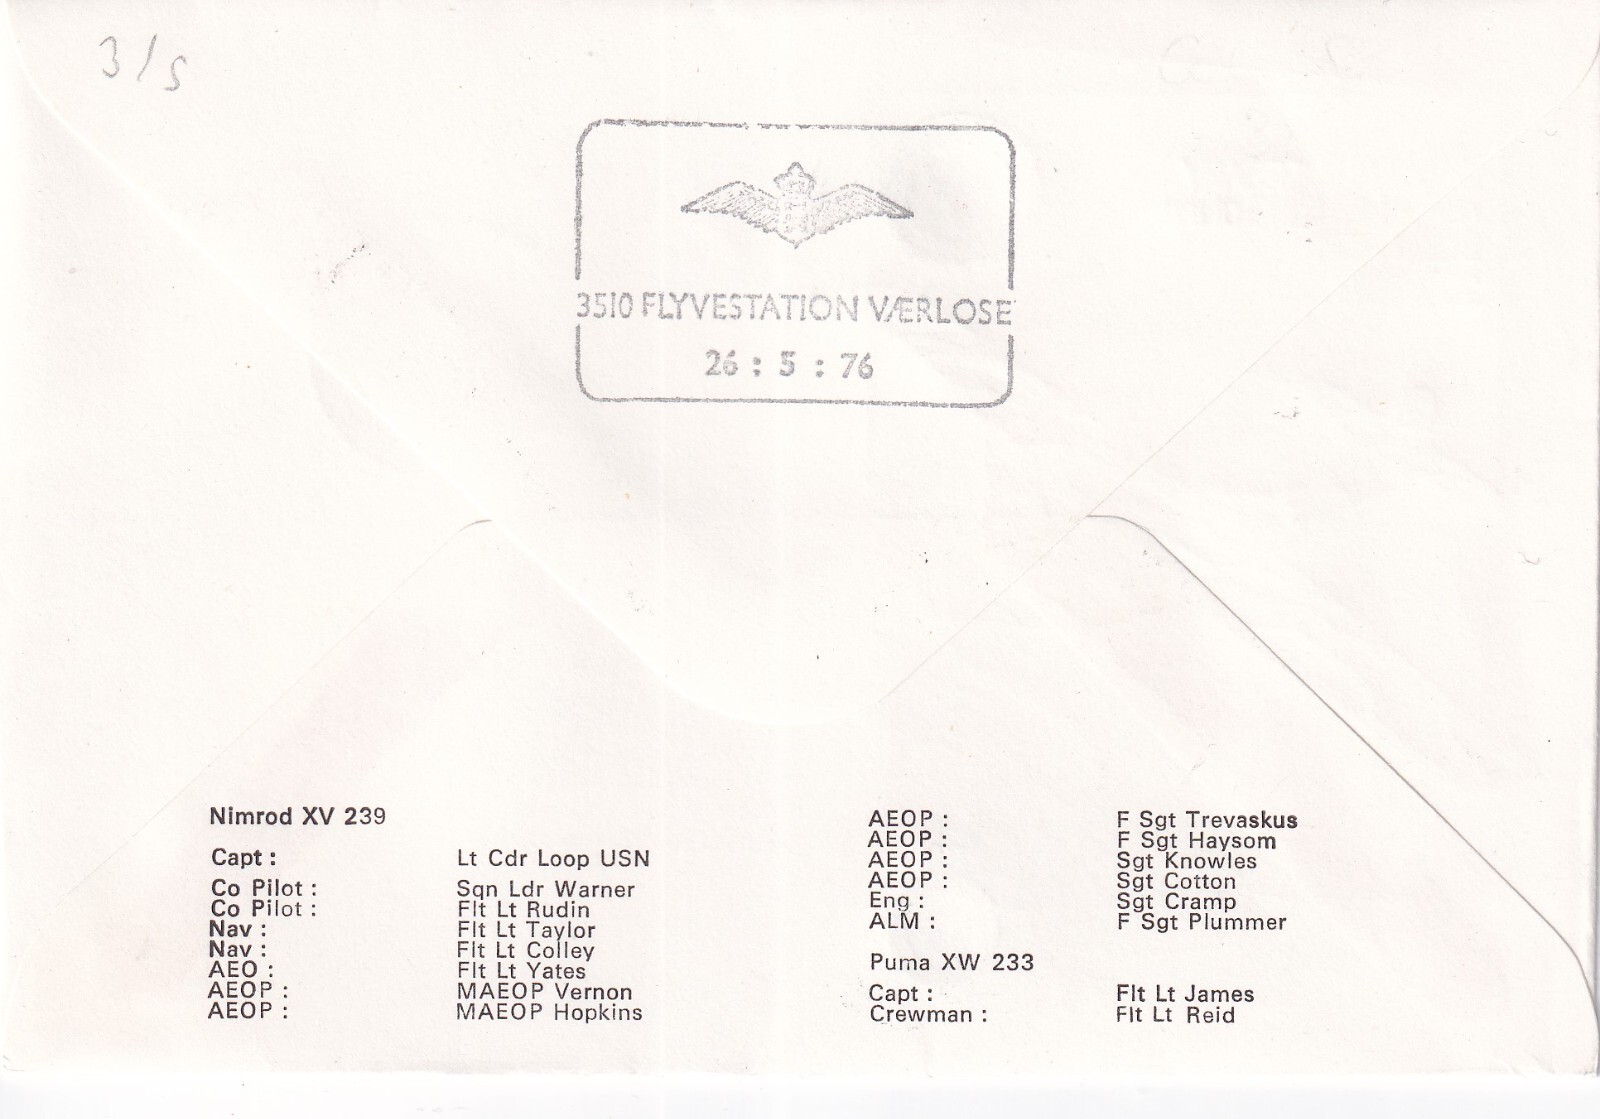 3/5
3510 FLYVESTATION VÆRLOSE
26 : 5 : 76
Nimrod XV 239
Capt : Lt Cdr Loop USN
Co Pilot : Sqn Ldr Warner
Co Pilot : Flt Lt Rudin
Nav : Flt Lt Taylor
Nav : Flt Lt Colley
AEO : Flt Lt Yates
AEOP : MAEOP Vernon
AEOP : MAEOP Hopkins
AEOP : F Sgt Trevaskus
AEOP : F Sgt Haysom
AEOP : Sgt Knowles
AEOP : Sgt Cotton
Eng : Sgt Cramp
ALM : F Sgt Plummer
Puma XW 233
Capt : Flt Lt James
Crewman : Flt Lt Reid